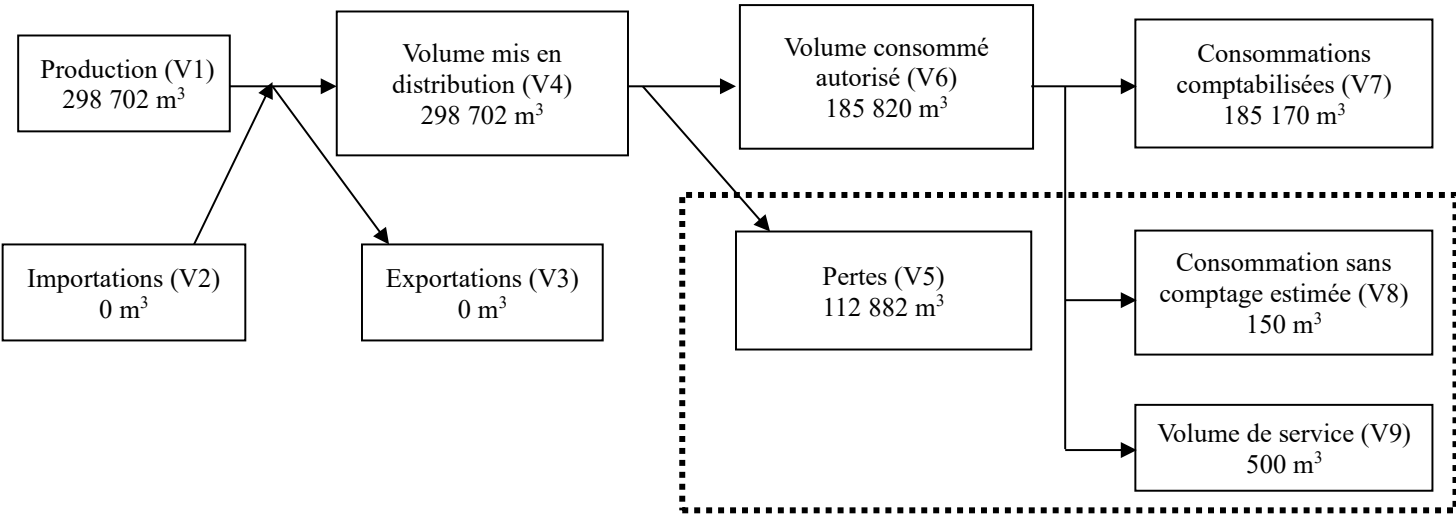 Production (V1)
298 702 m³
Volume mis en
distribution (V4)
298 702 m³
Volume consommé
autorisé (V6)
185 820 m³
Consommations
comptabilisées (V7)
185 170 m³
Importations (V2)
0 m³
Exportations (V3)
0 m³
Pertes (V5)
112 882 m³
Consommation sans
comptage estimée (V8)
150 m³
Volume de service (V9)
500 m³